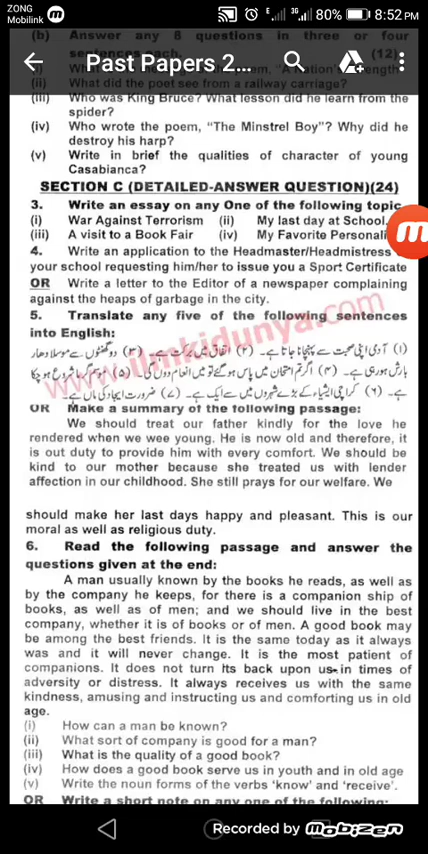 ZONG
Mobilink
80% 8:52 PM
(b) Answer any 8 questions in three or four
sentences each. (12)
Past Papers 2...
(ii) What did the poet see from a railway carriage?
(iii) Who was King Bruce? What lesson did he learn from the
spider?
(iv) Who wrote the poem, "The Minstrel Boy"? Why did he
destroy his harp?
(v) Write in brief the qualities of character of young
Casabianca?
SECTION C (DETAILED-ANSWER QUESTION)(24)
3. Write an essay on any One of the following topic
(i) War Against Terrorism (ii) My last day at School.
(iii) A visit to a Book Fair (iv) My Favorite Personali
4. Write an application to the Headmaster/Headmistress
your school requesting him/her to issue you a Sport Certificate
OR Write a letter to the Editor of a newspaper complaining
against the heaps of garbage in the city.
5. Translate any five of the following sentences
into English:
(۱) آدمی اپنی صحبت سے پہچانا جاتا ہے۔ (۲) اتفاق میں برکت ہے۔ (۳) دو گھنٹوں سے موسلا دھار
بارش ہورہی ہے۔ (۴) اگر تم امتحان میں پاس ہوگئے تو میں انعام دوں گی۔ (۵) موسم گرما شروع ہو چکا
ہے۔ (۶) کراچی ایشیاء کے بڑے شہروں میں سے ایک ہے۔ (۷) ضرورت ایجاد کی ماں ہے۔
www.ilmkidunya.com
OR Make a summary of the following passage:
We should treat our father kindly for the love he
rendered when we wee young. He is now old and therefore, it
is out duty to provide him with every comfort. We should be
kind to our mother because she treated us with lender
affection in our childhood. She still prays for our welfare. We
should make her last days happy and pleasant. This is our
moral as well as religious duty.
6. Read the following passage and answer the
questions given at the end:
A man usually known by the books he reads, as well as
by the company he keeps, for there is a companion ship of
books, as well as of men; and we should live in the best
company, whether it is of books or of men. A good book may
be among the best friends. It is the same today as it always
was and it will never change. It is the most patient of
companions. It does not turn Its back upon us in times of
adversity or distress. It always receives us with the same
kindness, amusing and instructing us and comforting us in old
age.
(i) How can a man be known?
(ii) What sort of company is good for a man?
(iii) What is the quality of a good book?
(iv) How does a good book serve us in youth and in old age
(v) Write the noun forms of the verbs 'know' and 'receive'.
OR Write a short note on any one of the following:
Recorded by mobizen